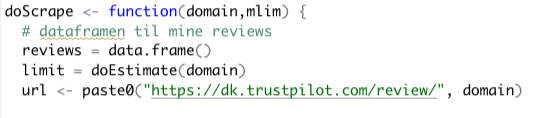 doScrape <- function(domain,mlim) {
  # dataframen til mine reviews
  reviews = data.frame()
  limit = doEstimate(domain)
  url <- paste0("https://dk.trustpilot.com/review/", domain)